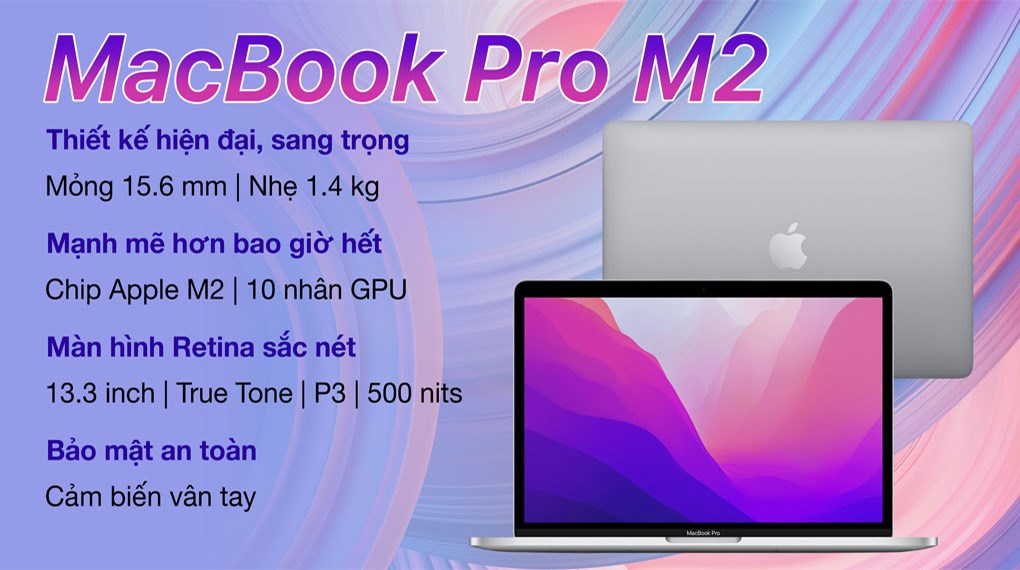 MacBook Pro M2
Thiết kế hiện đại, sang trọng
Mỏng 15.6 mm | Nhẹ 1.4 kg
Mạnh mẽ hơn bao giờ hết
Chip Apple M2 | 10 nhân GPU
Màn hình Retina sắc nét
13.3 inch | True Tone | P3 | 500 nits
Bảo mật an toàn
Cảm biến vân tay
MacBook Pro